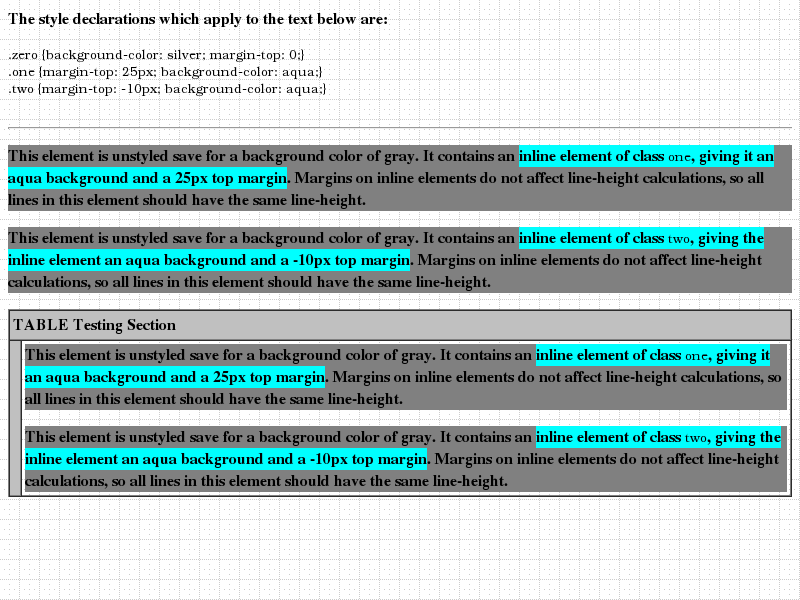 The style declarations which apply to the text below are:
.zero {background-color: silver; margin-top: 0;}
.one {margin-top: 25px; background-color: aqua;}
.two {margin-top: -10px; background-color: aqua;}
This element is unstyled save for a background color of gray. It contains an inline element of class one, giving it an
aqua background and a 25px top margin. Margins on inline elements do not affect line-height calculations, so all
lines in this element should have the same line-height.
This element is unstyled save for a background color of gray. It contains an inline element of class two, giving the
inline element an aqua background and a -10px top margin. Margins on inline elements do not affect line-height
calculations, so all lines in this element should have the same line-height.
TABLE Testing Section
This element is unstyled save for a background color of gray. It contains an inline element of class one, giving it
an aqua background and a 25px top margin. Margins on inline elements do not affect line-height calculations, so
all lines in this element should have the same line-height.
This element is unstyled save for a background color of gray. It contains an inline element of class two, giving the
inline element an aqua background and a -10px top margin. Margins on inline elements do not affect line-height
calculations, so all lines in this element should have the same line-height.